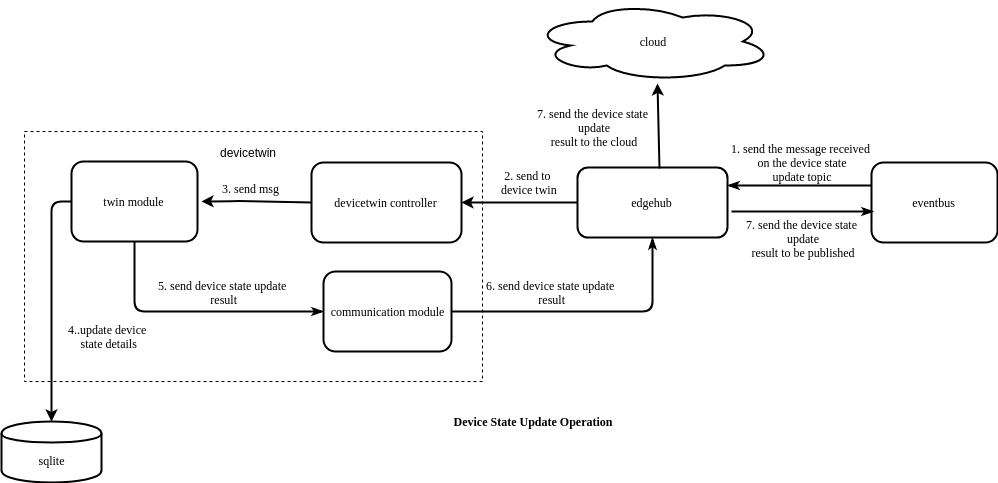 cloud
7. send the device state
update
result to the cloud
devicetwin
1. send the message received
on the device state
update topic
2. send to
device twin
3. send msg
twin module
devicetwin controller
edgehub
eventbus
7. send the device state
update
result to be published
5. send device state update
result
6. send device state update
result
communication module
4..update device
state details
Device State Update Operation
sqlite